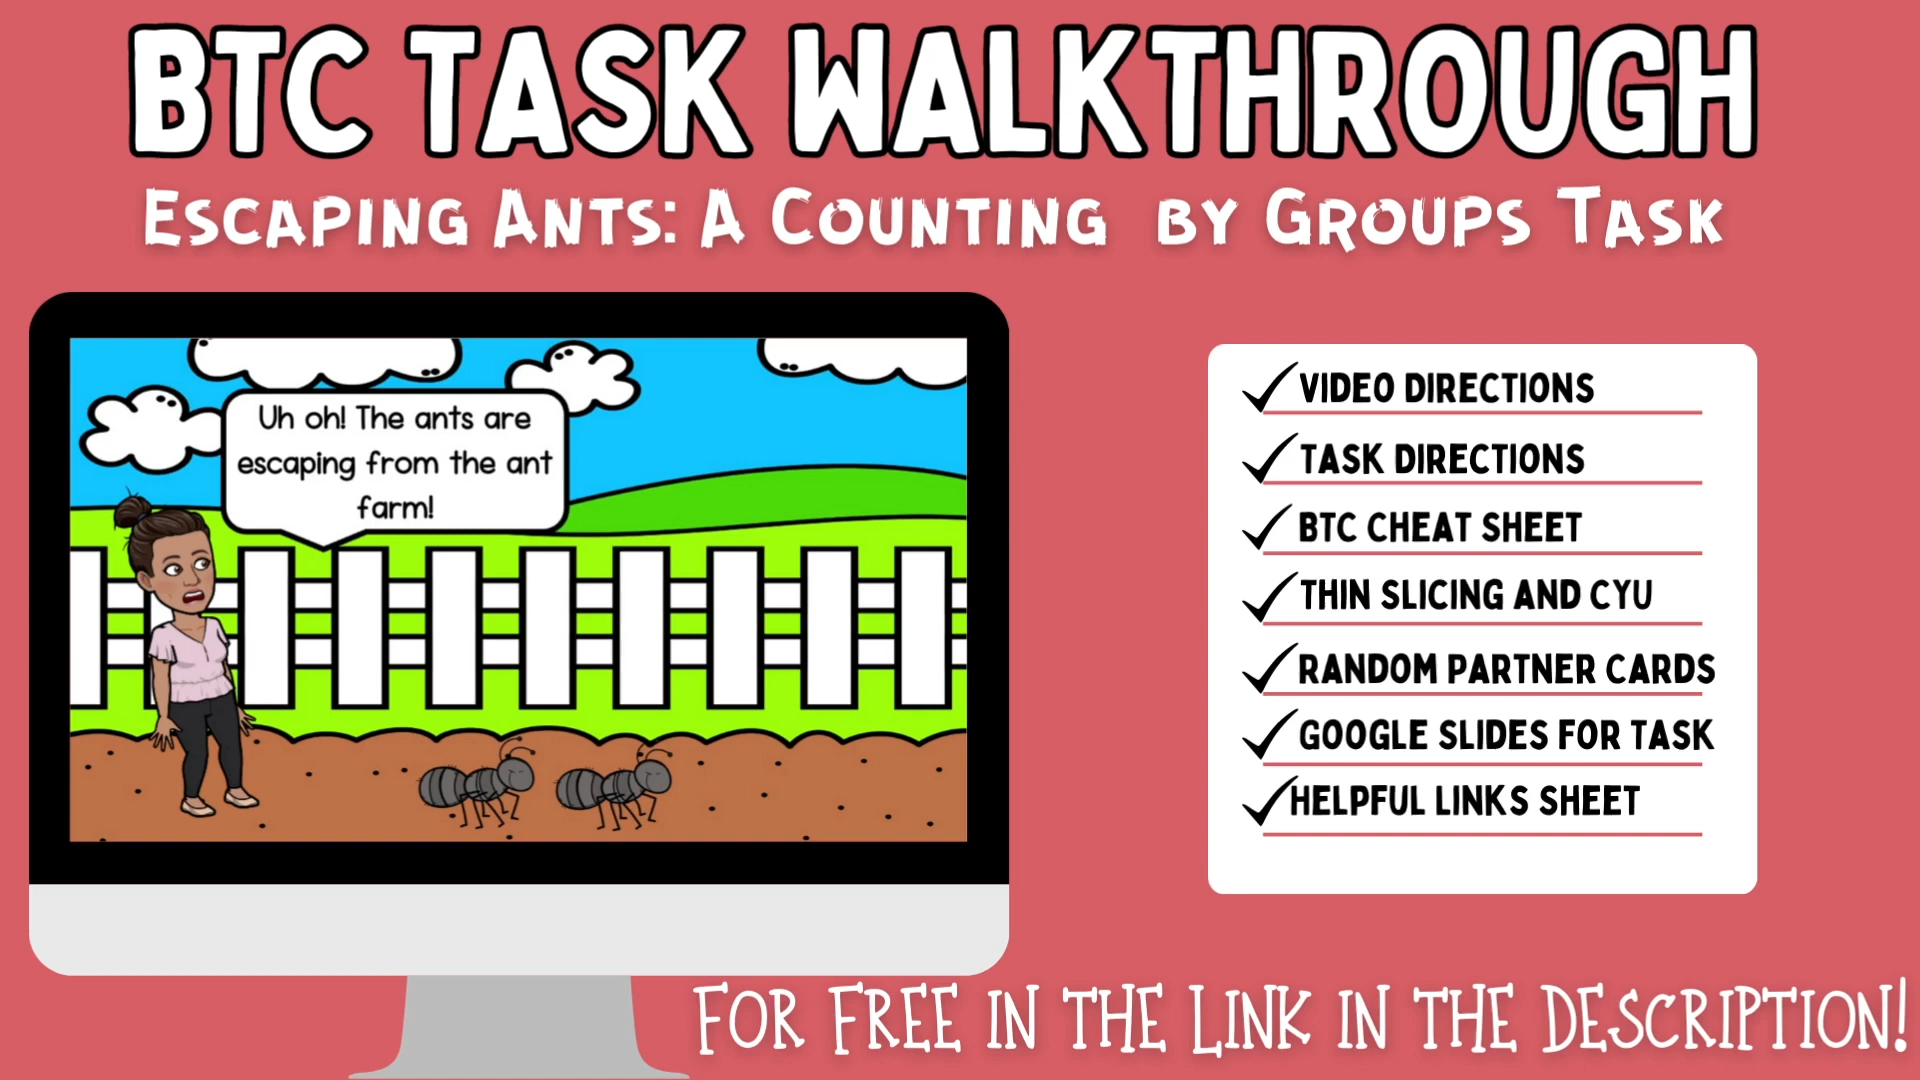 BTC TASK WALKTHROUGH
ESCAPING ANTS: A COUNTING BY GROUPS TASK
Uh oh! The ants are
escaping from the ant
farm!
VIDEO DIRECTIONS
TASK DIRECTIONS
BTC CHEAT SHEET
THIN SLICING AND CYU
RANDOM PARTNER CARDS
GOOGLE SLIDES FOR TASK
HELPFUL LINKS SHEET
FOR FREE IN THE LINK IN THE DESCRIPTION!